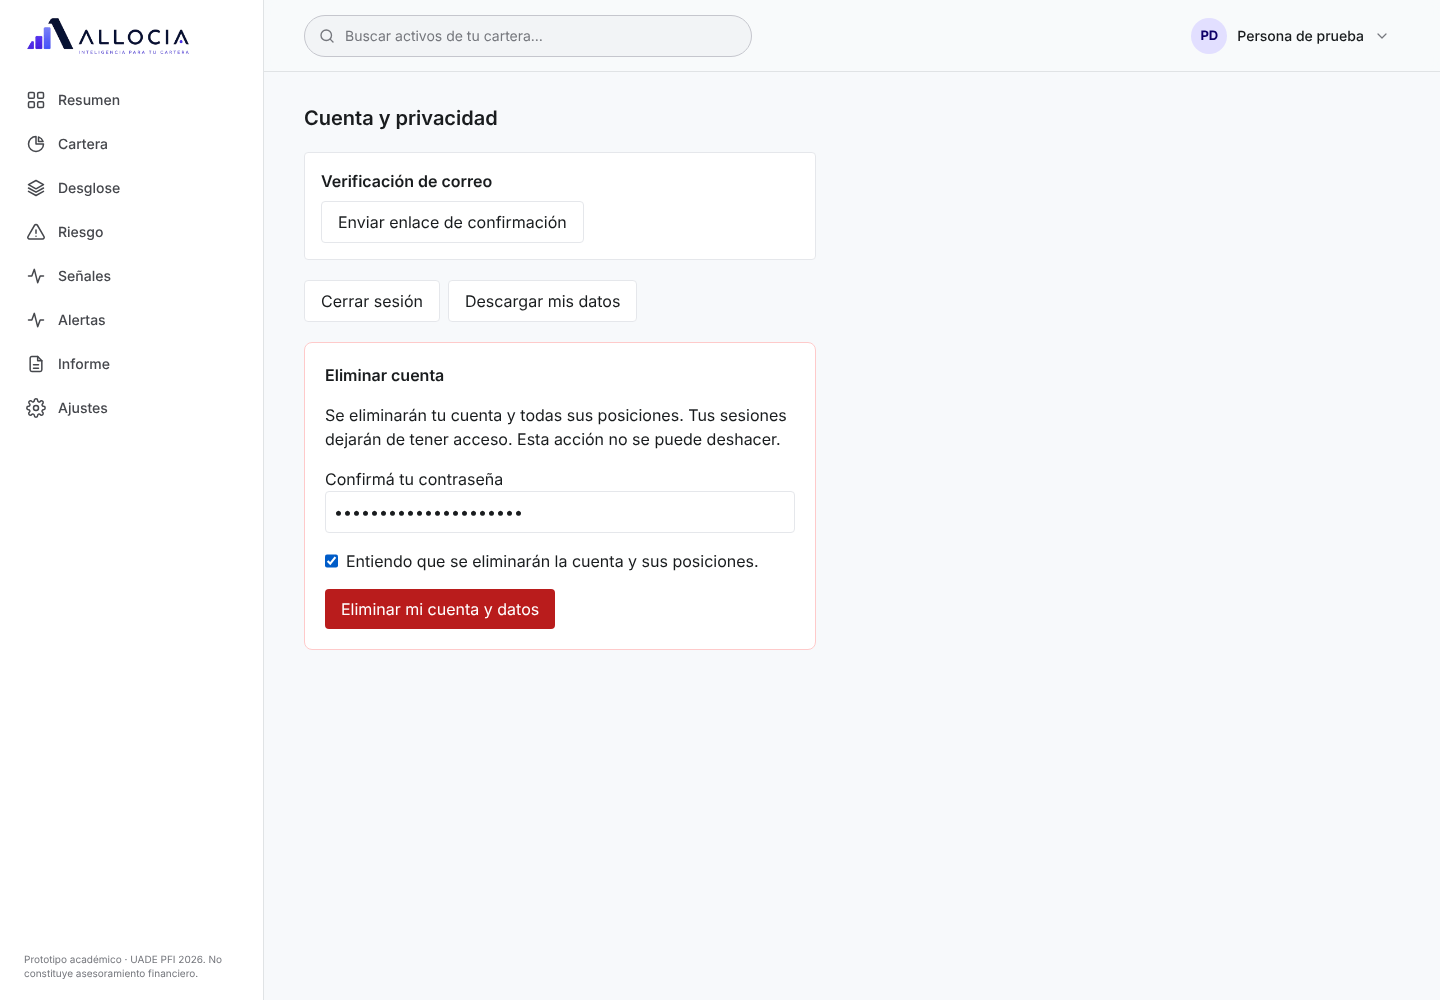 ALLOCIA
INTELIGENCIA PARA TU CARTERA
Buscar activos de tu cartera...
PD
Persona de prueba
Resumen
Cartera
Desglose
Riesgo
Señales
Alertas
Informe
Ajustes
Cuenta y privacidad
Verificación de correo
Enviar enlace de confirmación
Cerrar sesión
Descargar mis datos
Eliminar cuenta
Se eliminarán tu cuenta y todas sus posiciones. Tus sesiones
dejarán de tener acceso. Esta acción no se puede deshacer.
Confirmá tu contraseña
•••••••••••••••••••••
Entiendo que se eliminarán la cuenta y sus posiciones.
Eliminar mi cuenta y datos
Prototipo académico · UADE PFI 2026. No
constituye asesoramiento financiero.